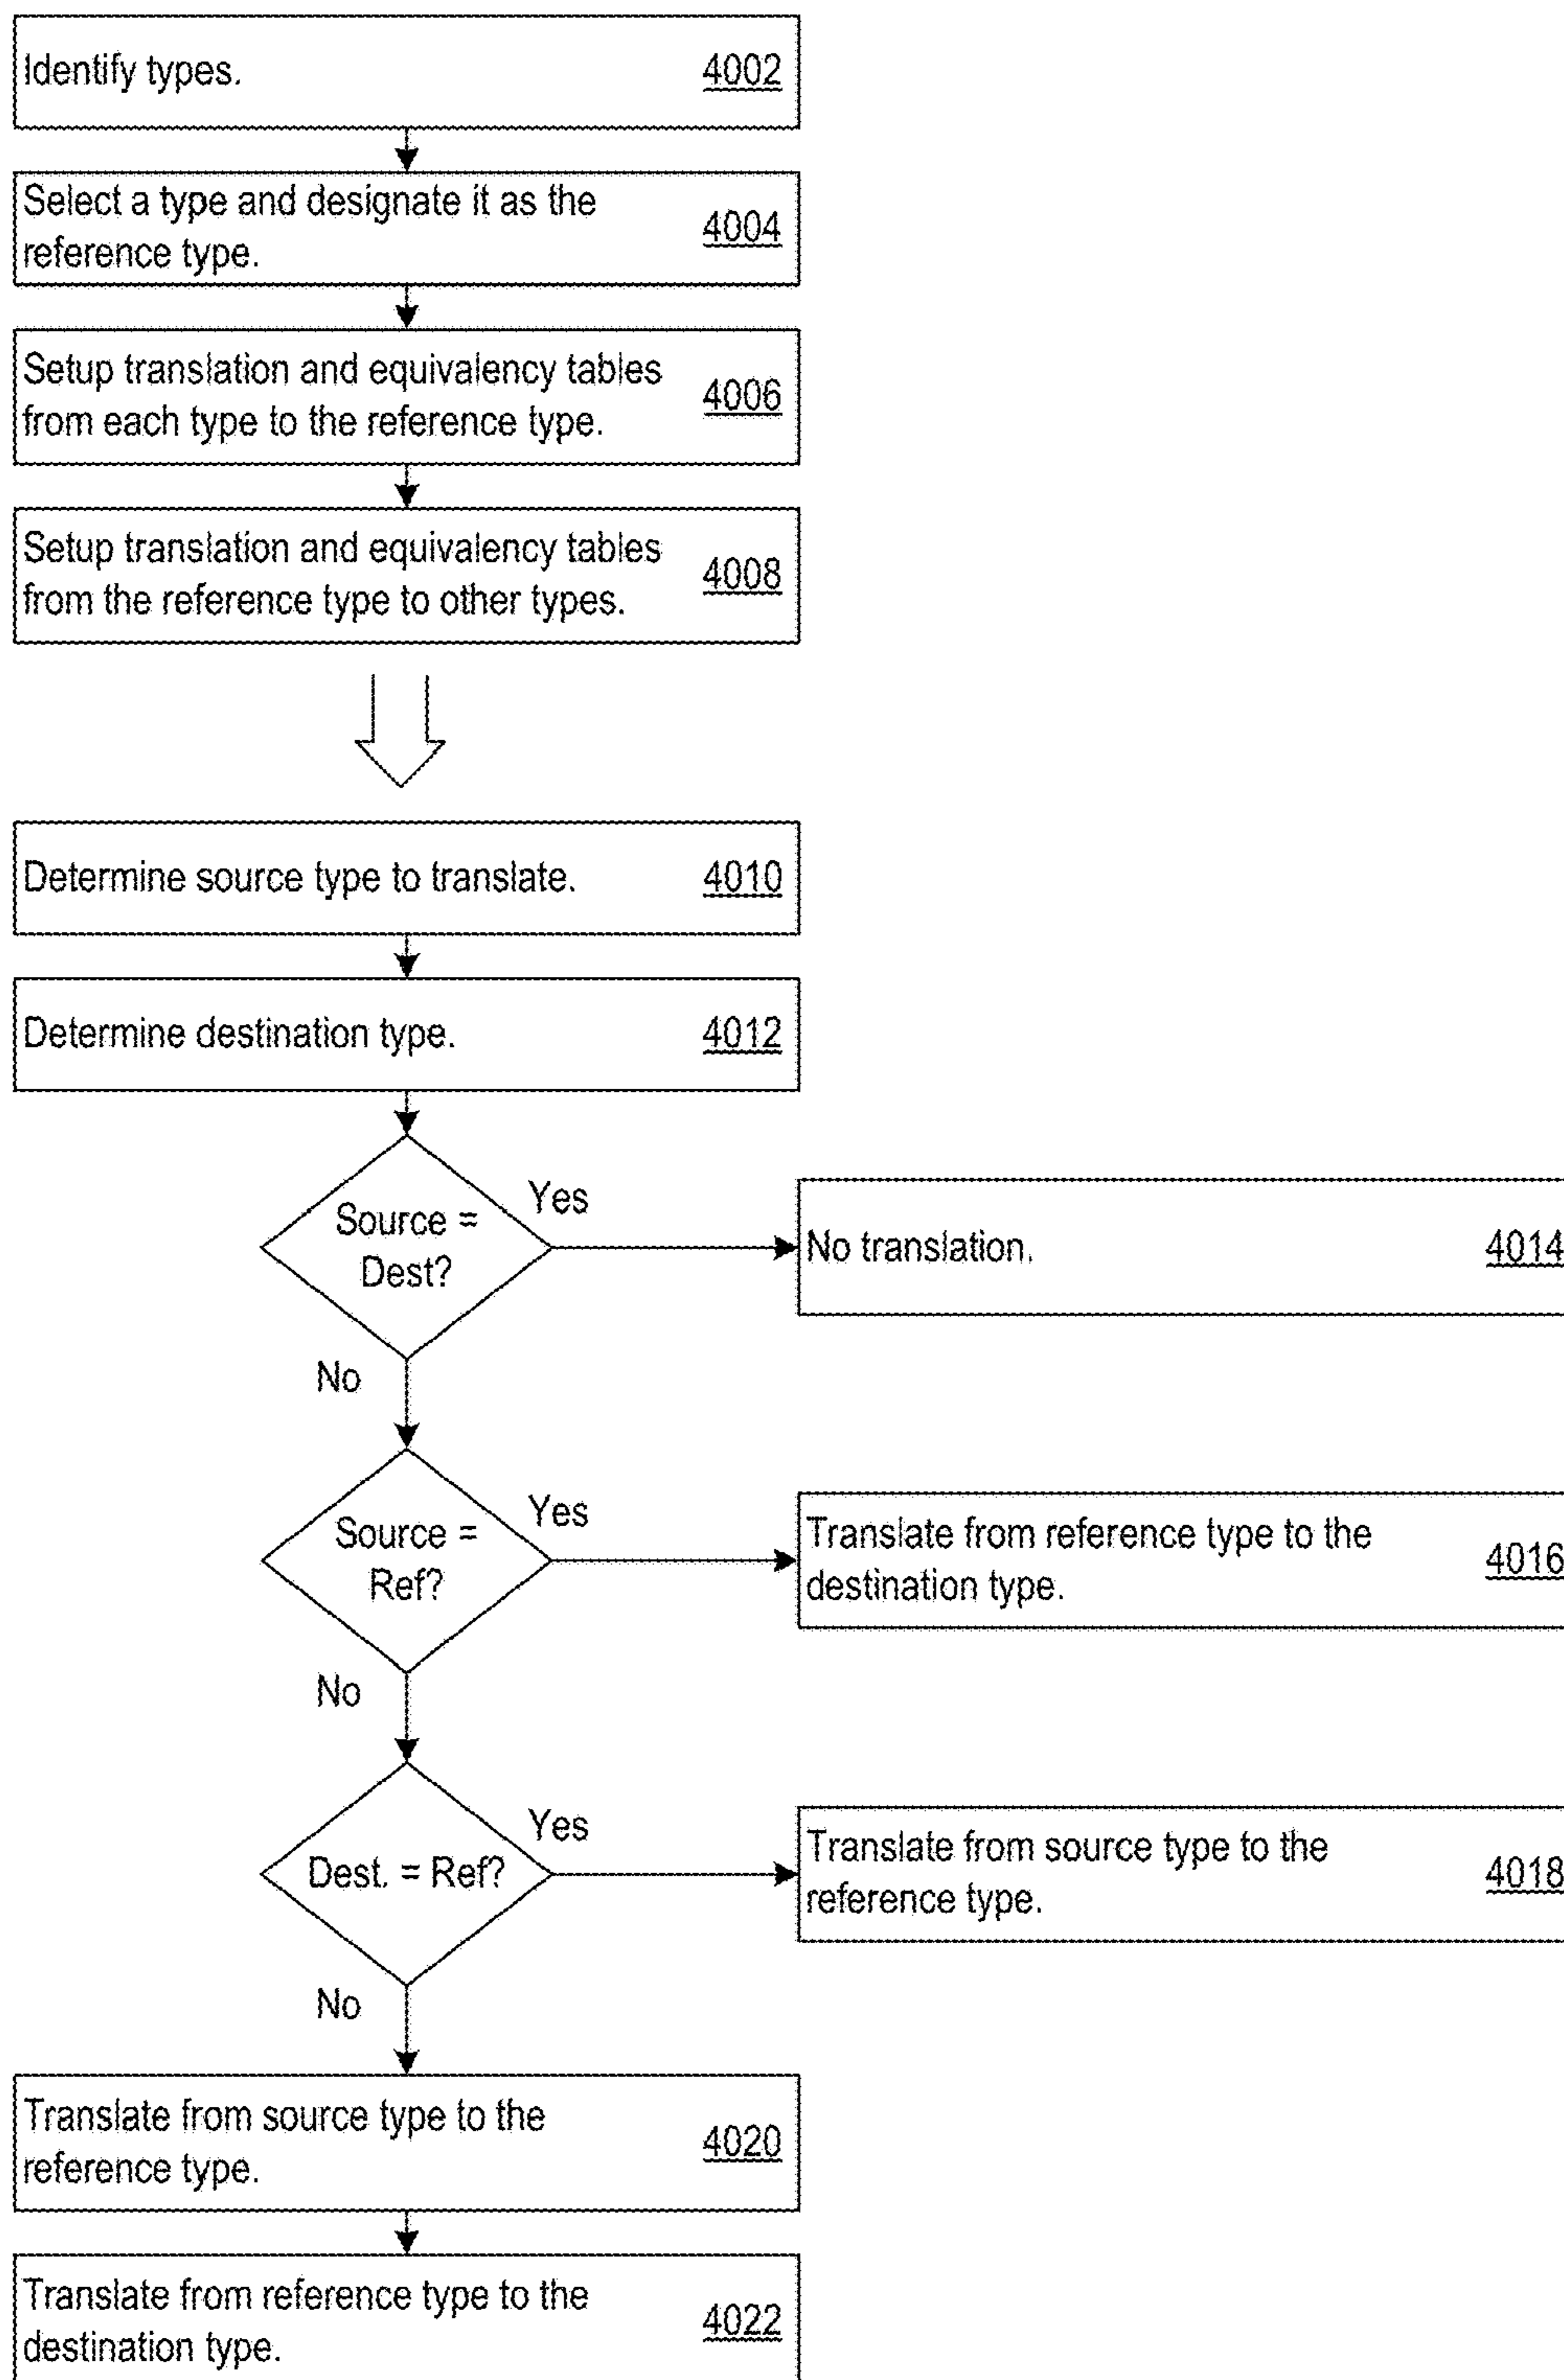 Identify types. 4002
Select a type and designate it as the
reference type. 4004
Setup translation and equivalency tables
from each type to the reference type. 4006
Setup translation and equivalency tables
from the reference type to other types. 4008
Determine source type to translate. 4010
Determine destination type. 4012
Source =
Dest?
Yes
No translation. 4014
No
Source =
Ref?
Yes
Translate from reference type to the
destination type. 4016
No
Dest. = Ref?
Yes
Translate from source type to the
reference type. 4018
No
Translate from source type to the
reference type. 4020
Translate from reference type to the
destination type. 4022